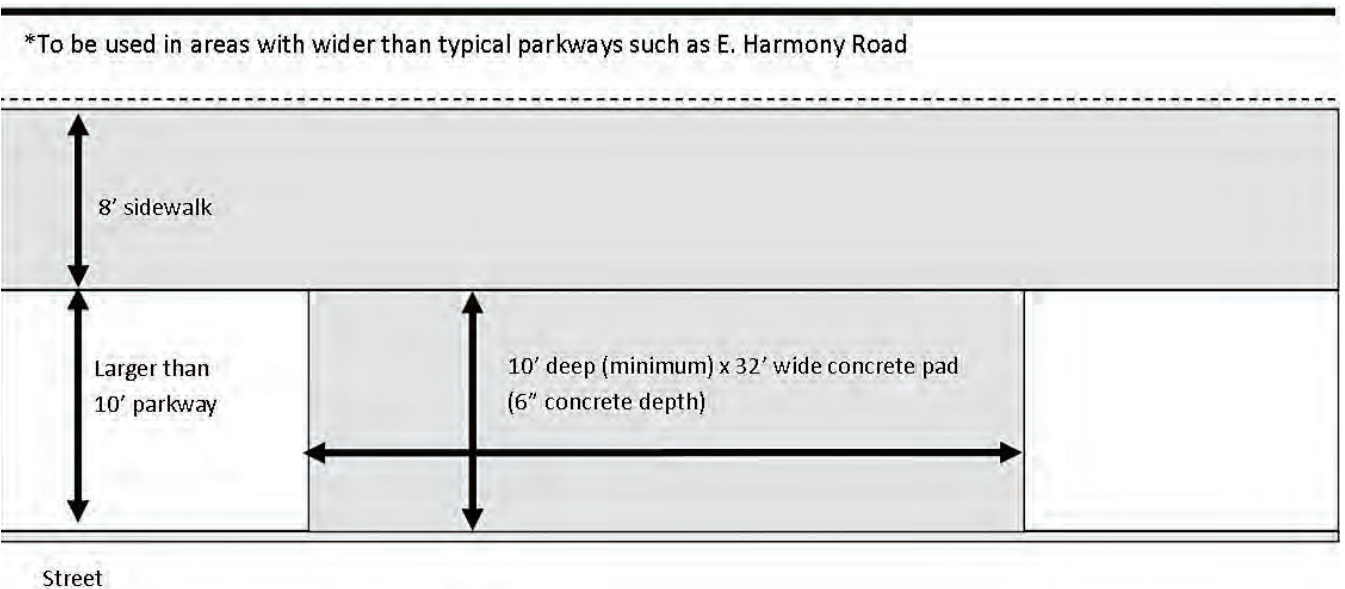 *To be used in areas with wider than typical parkways such as E. Harmony Road
8’ sidewalk
Larger than
10’ parkway
10’ deep (minimum) x 32’ wide concrete pad
(6” concrete depth)
Street